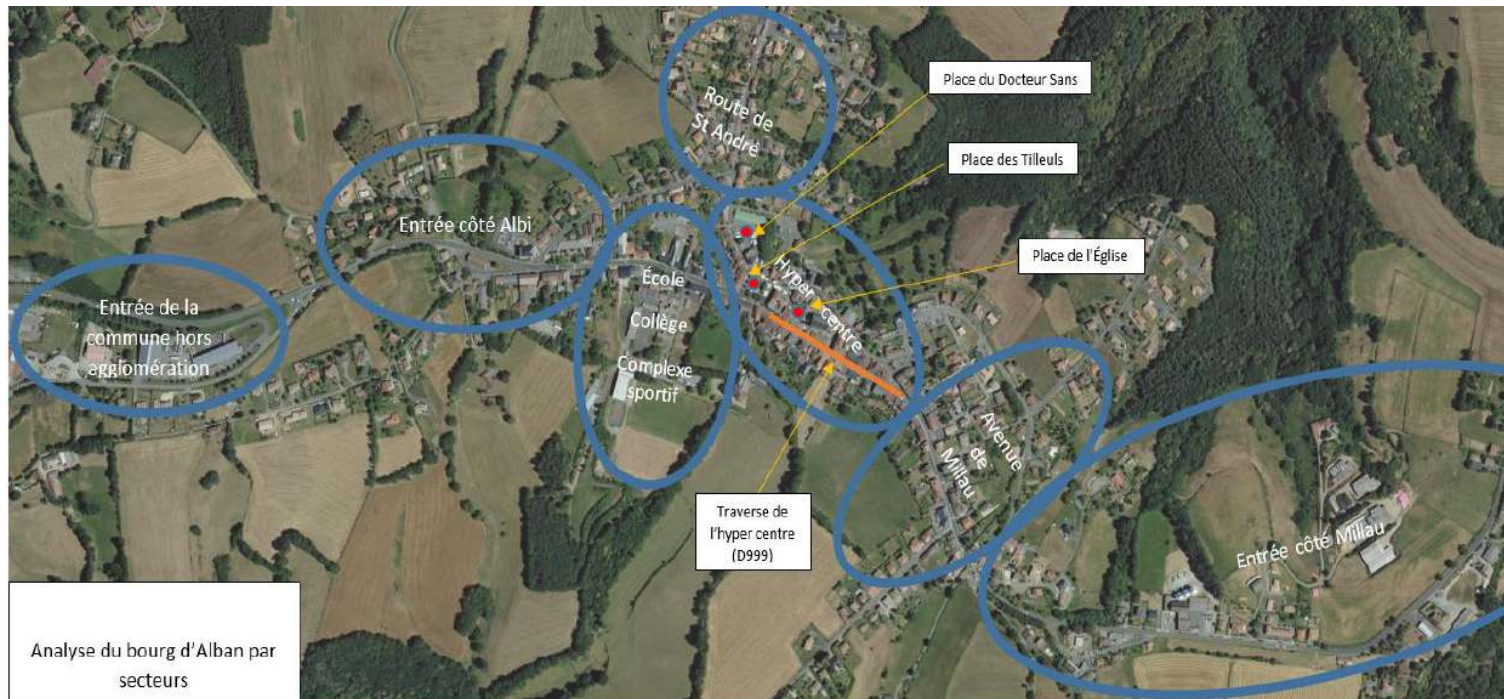 Place du Docteur Sans
Route de
St André
Place des Tilleuls
Entrée côté Albi
Place de l'Église
École
Hyper centre
Entrée de la
commune hors
agglomération
Collège
Complexe
sportif
Avenue
de
Millau
Traverse de
l'hyper centre
(D999)
Entrée côté Millau
Analyse du bourg d'Alban par
secteurs